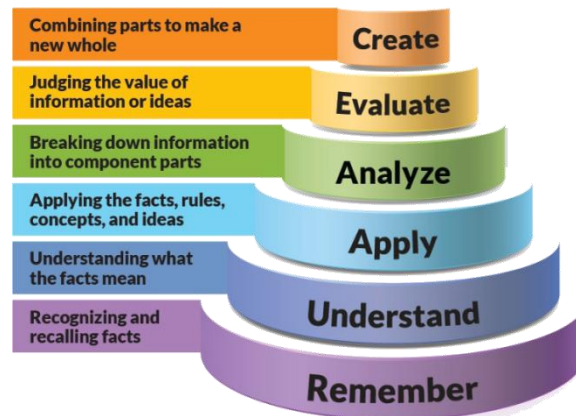 Combining parts to make a
new whole
Create
Judging the value of
information or ideas
Evaluate
Breaking down information
into component parts
Analyze
Applying the facts, rules,
concepts, and ideas
Apply
Understanding what
the facts mean
Understand
Recognizing and
recalling facts
Remember